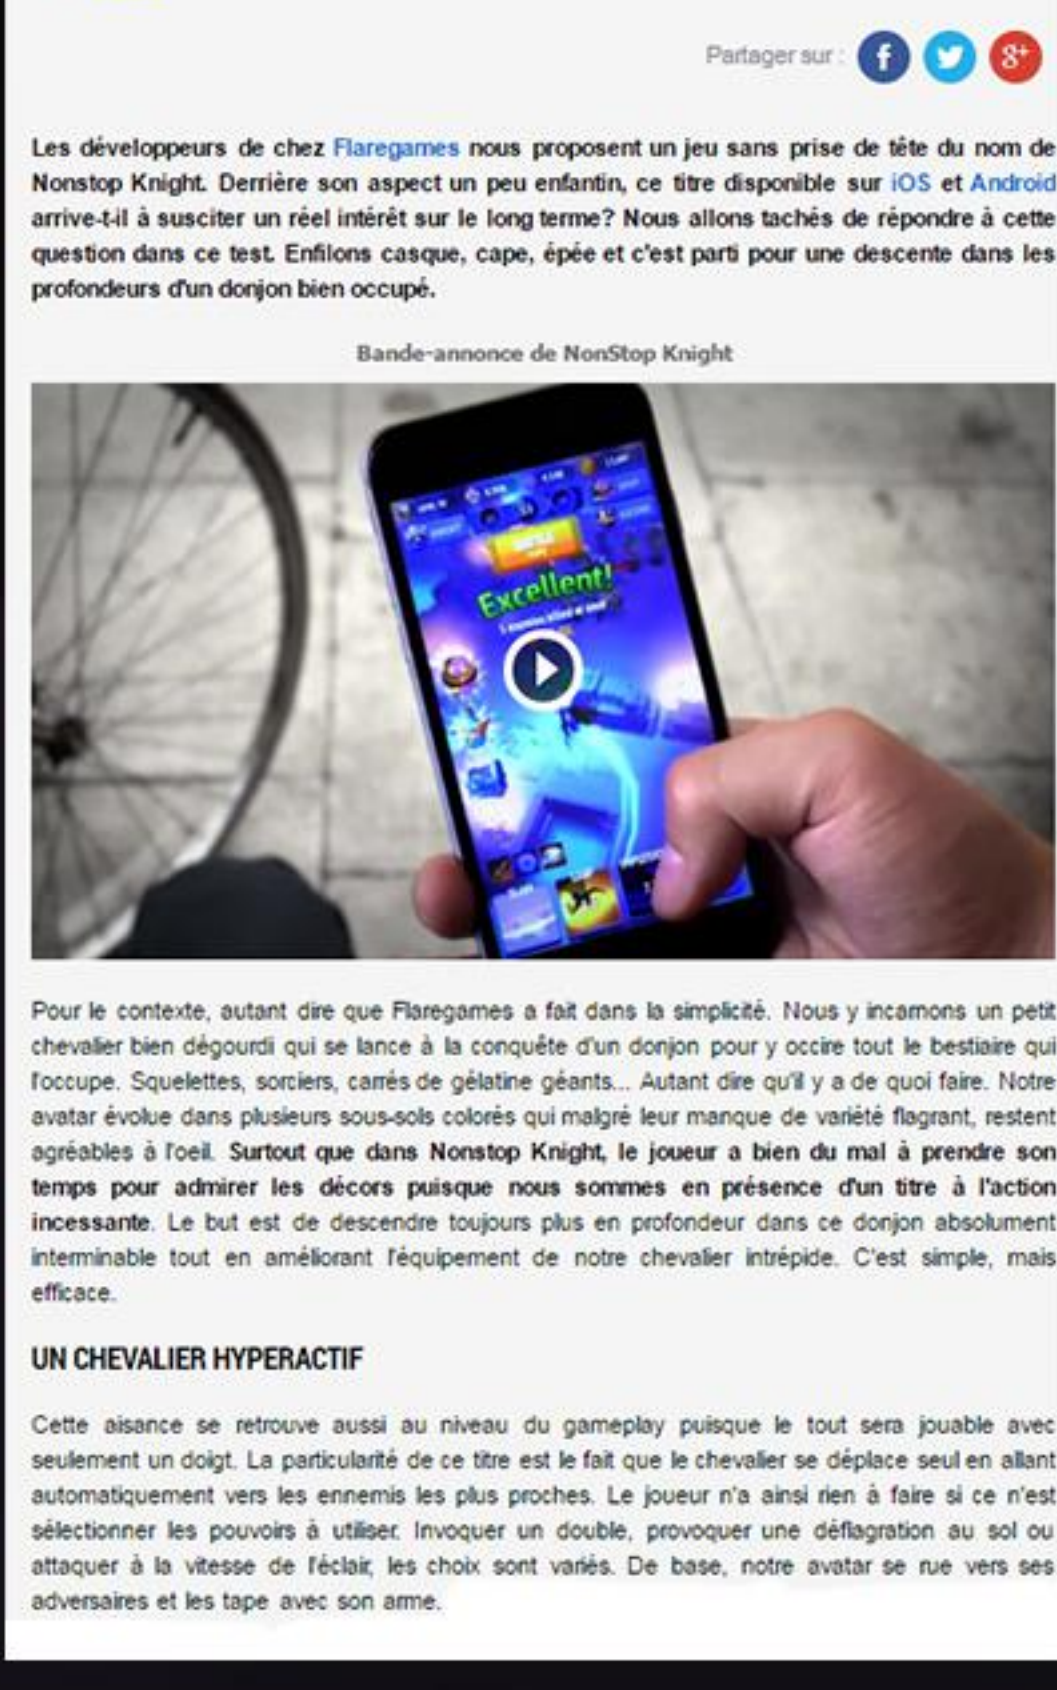 Partager sur :
Les développeurs de chez Flaregames nous proposent un jeu sans prise de tête du nom de
Nonstop Knight. Derrière son aspect un peu enfantin, ce titre disponible sur iOS et Android
arrive-t-il à susciter un réel intérêt sur le long terme? Nous allons tachés de répondre à cette
question dans ce test. Enfilons casque, cape, épée et c'est parti pour une descente dans les
profondeurs d'un donjon bien occupé.
Bande-annonce de NonStop Knight
Excellent!
Pour le contexte, autant dire que Flaregames a fait dans la simplicité. Nous y incarnons un petit
chevalier bien dégourdi qui se lance à la conquête d'un donjon pour y occire tout le bestiaire qui
l'occupe. Squelettes, sorciers, carrés de gélatine géants... Autant dire qu'il y a de quoi faire. Notre
avatar évolue dans plusieurs sous-sols colorés qui malgré leur manque de variété flagrant, restent
agréables à l'oeil. Surtout que dans Nonstop Knight, le joueur a bien du mal à prendre son
temps pour admirer les décors puisque nous sommes en présence d'un titre à l'action
incessante. Le but est de descendre toujours plus en profondeur dans ce donjon absolument
interminable tout en améliorant l'équipement de notre chevalier intrépide. C'est simple, mais
efficace.
UN CHEVALIER HYPERACTIF
Cette aisance se retrouve aussi au niveau du gameplay puisque le tout sera jouable avec
seulement un doigt. La particularité de ce titre est le fait que le chevalier se déplace seul en allant
automatiquement vers les ennemis les plus proches. Le joueur n'a ainsi rien à faire si ce n'est
sélectionner les pouvoirs à utiliser. Invoquer un double, provoquer une déflagration au sol ou
attaquer à la vitesse de l'éclair, les choix sont variés. De base, notre avatar se rue vers ses
adversaires et les tape avec son arme.